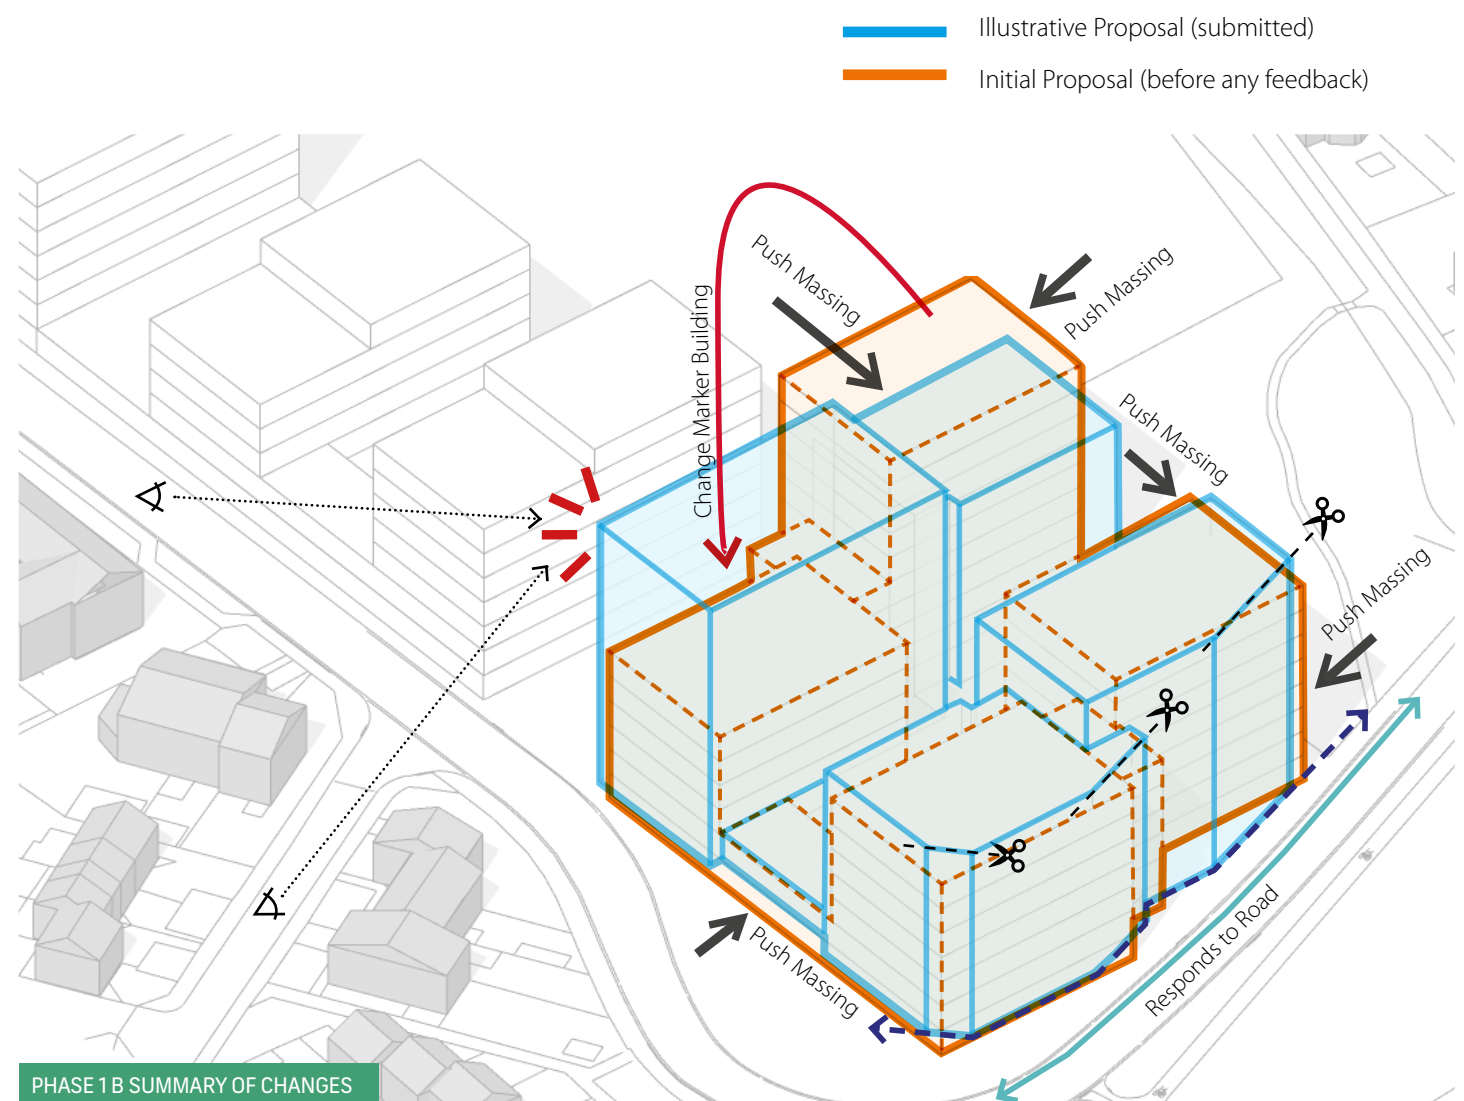 Illustrative Proposal (submitted)
Initial Proposal (before any feedback)
Push Massing
Push Massing
Change Marker Building
Push Massing
Push Massing
Responds to Road
Push Massing
PHASE 1 B SUMMARY OF CHANGES